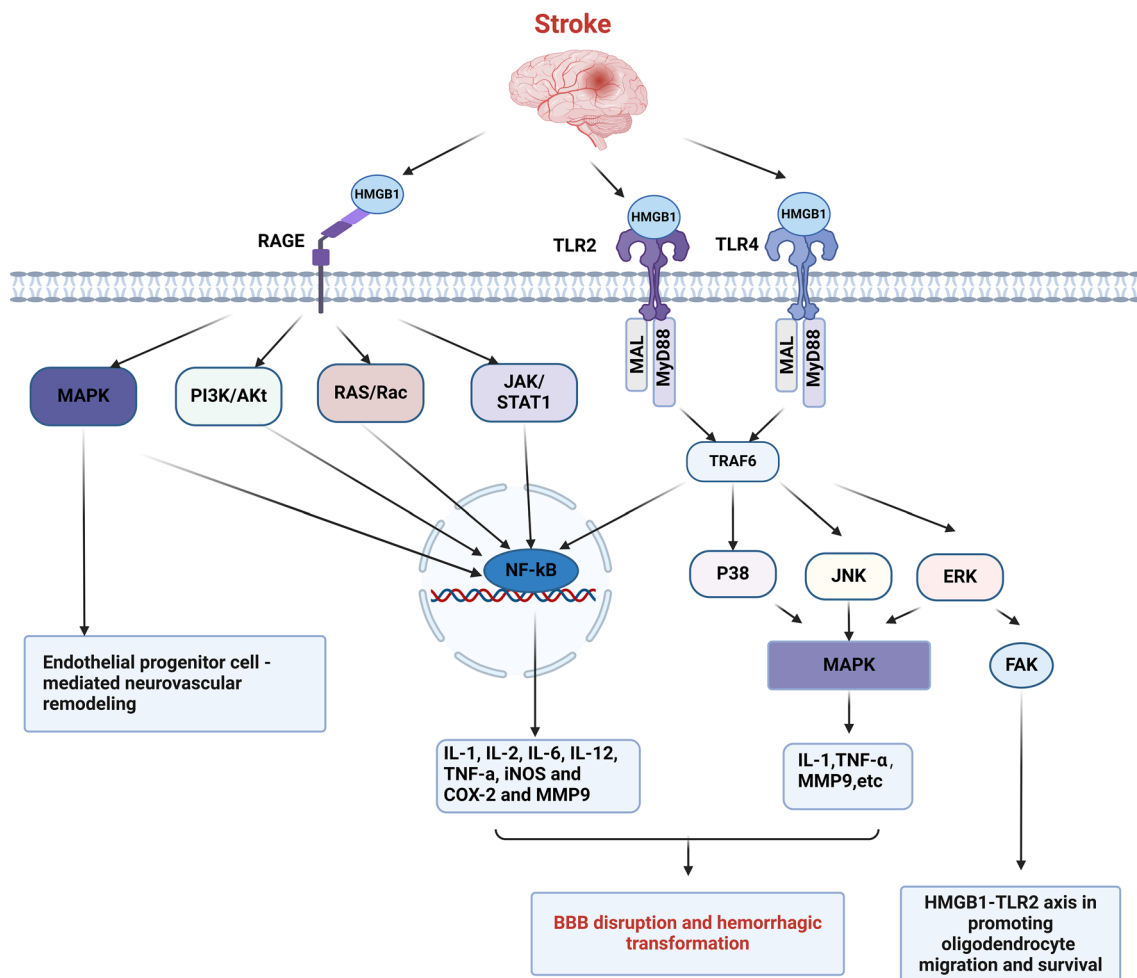 Stroke
HMGB1
HMGB1
HMGB1
RAGE
TLR2
TLR4
MAL
MyD88
MAL
MyD88
MAPK
PI3K/AKt
RAS/Rac
JAK/
STAT1
TRAF6
NF-kB
P38
JNK
ERK
MAPK
FAK
Endothelial progenitor cell -
mediated neurovascular
remodeling
IL-1, IL-2, IL-6, IL-12,
TNF-a, iNOS and
COX-2 and MMP9
IL-1,TNF-α,
MMP9,etc
BBB disruption and hemorrhagic
transformation
HMGB1-TLR2 axis in
promoting
oligodendrocyte
migration and survival